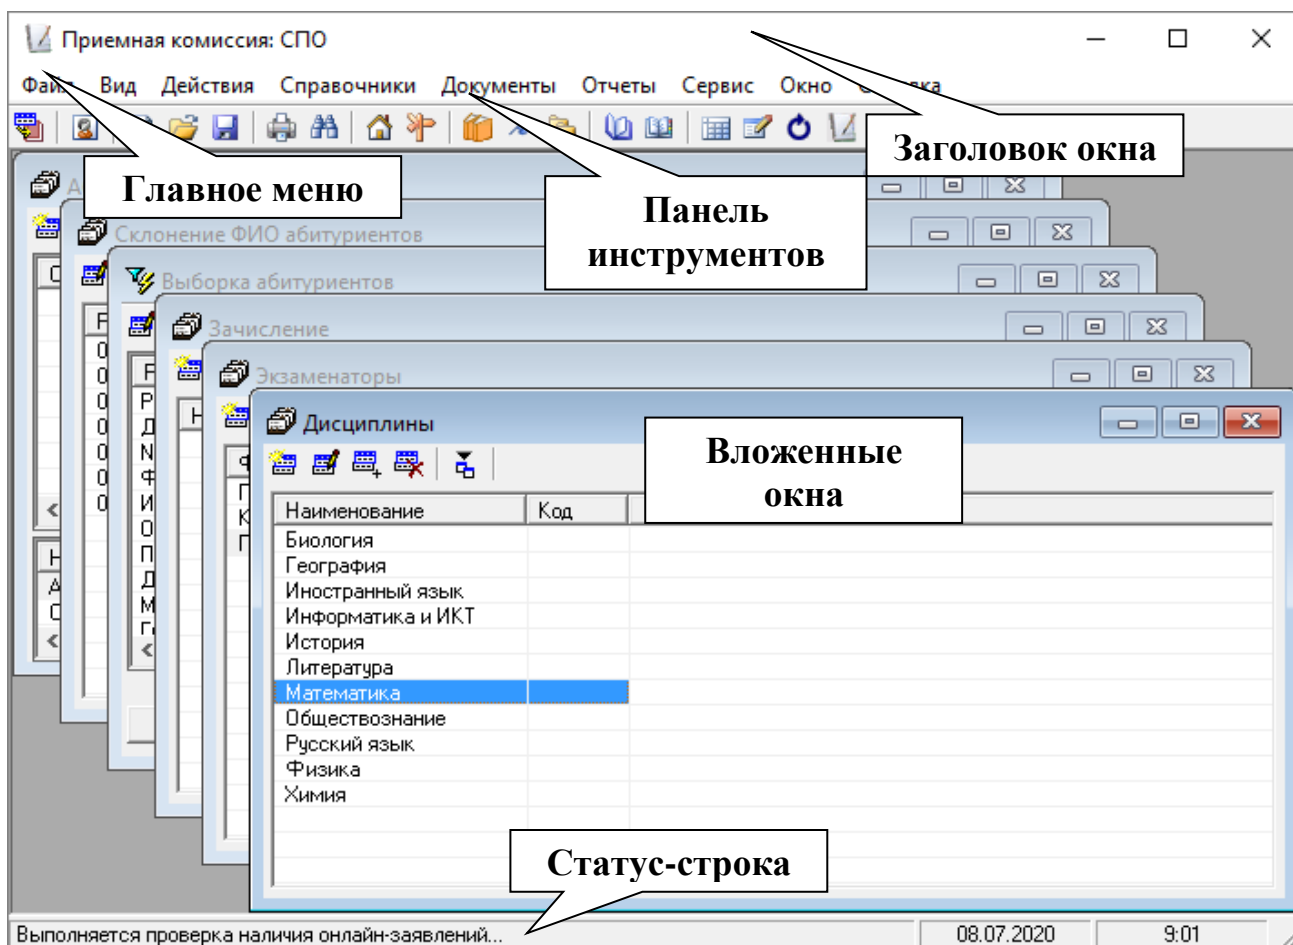 Приемная комиссия: СПО
Файл Вид Действия Справочники Документы Отчеты Сервис Окно
Заголовок окна
Главное меню
Панель
инструментов
Склонение ФИО абитуриентов
Выборка абитуриентов
Зачисление
Экзаменаторы
Дисциплины
Вложенные
окна
Наименование Код
Биология
География
Иностранный язык
Информатика и ИКТ
История
Литература
Математика
Обществознание
Русский язык
Физика
Химия
Статус-строка
Выполняется проверка наличия онлайн-заявлений... 08.07.2020 9:01